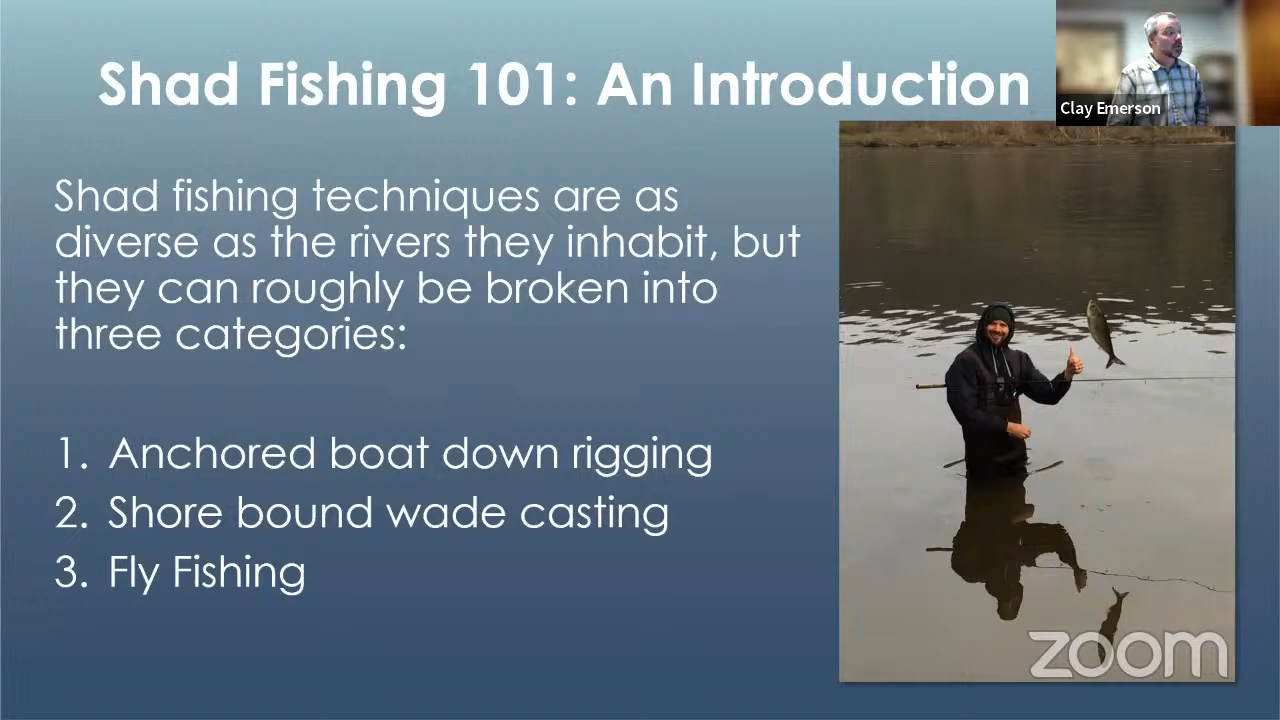 Shad Fishing 101: An Introduction
Clay Emerson
Shad fishing techniques are as
diverse as the rivers they inhabit, but
they can roughly be broken into
three categories:
1. Anchored boat down rigging
2. Shore bound wade casting
3. Fly Fishing
zoom